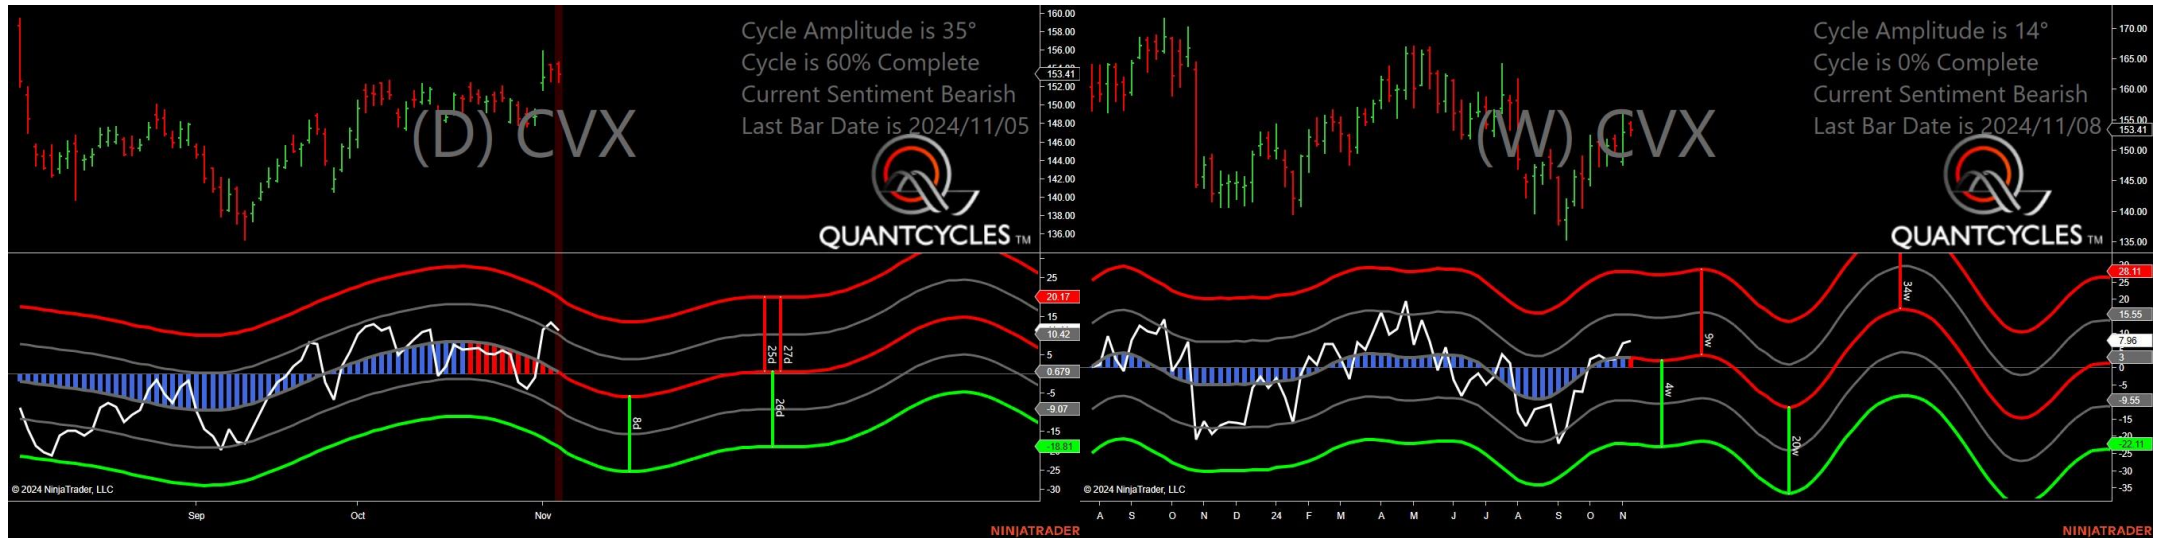 Cycle Amplitude is 35°
Cycle is 60% Complete
Current Sentiment Bearish
Last Bar Date is 2024/11/05
(D) CVX
QUANTCYCLES TM
160.00
158.00
156.00
153.41
152.00
150.00
148.00
146.00
144.00
142.00
140.00
138.00
136.00
25
20.17
15
10.42
5
0.679
-5
-9.07
-15
-18.81
-25
-30
8d
25d
27d
26d
© 2024 NinjaTrader, LLC
Sep Oct Nov
NINJATRADER
Cycle Amplitude is 14°
Cycle is 0% Complete
Current Sentiment Bearish
Last Bar Date is 2024/11/08
(W) CVX
QUANTCYCLES TM
170.00
165.00
160.00
155.00
153.41
150.00
145.00
140.00
135.00
28.11
25
20
15.55
7.96
3
0
-5
-9.55
-15
-22.11
-25
-30
-35
9w
4w
20w
34w
© 2024 NinjaTrader, LLC
A S O N D 24 F M A M J J A S O N
NINJATRADER